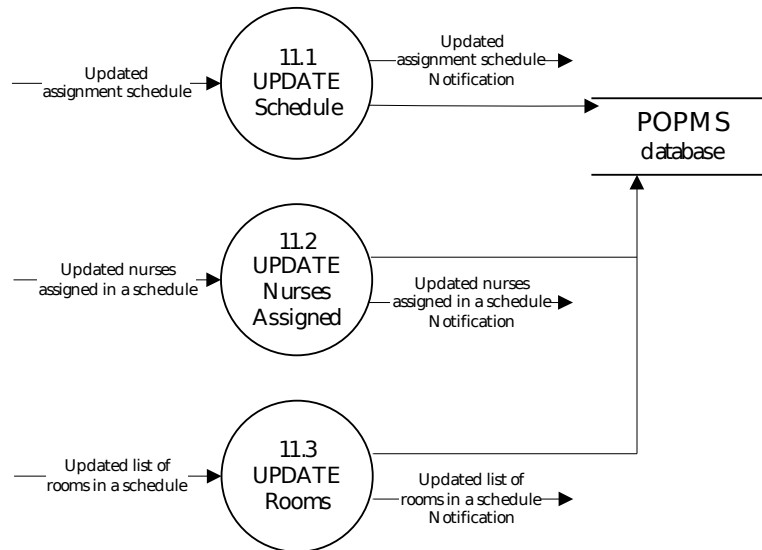 Updated
assignment schedule
11.1
UPDATE
Schedule
Updated
assignment schedule
Notification
POPMS
database
Updated nurses
assigned in a schedule
11.2
UPDATE
Nurses
Assigned
Updated nurses
assigned in a schedule
Notification
Updated list of
rooms in a schedule
11.3
UPDATE
Rooms
Updated list of
rooms in a schedule
Notification